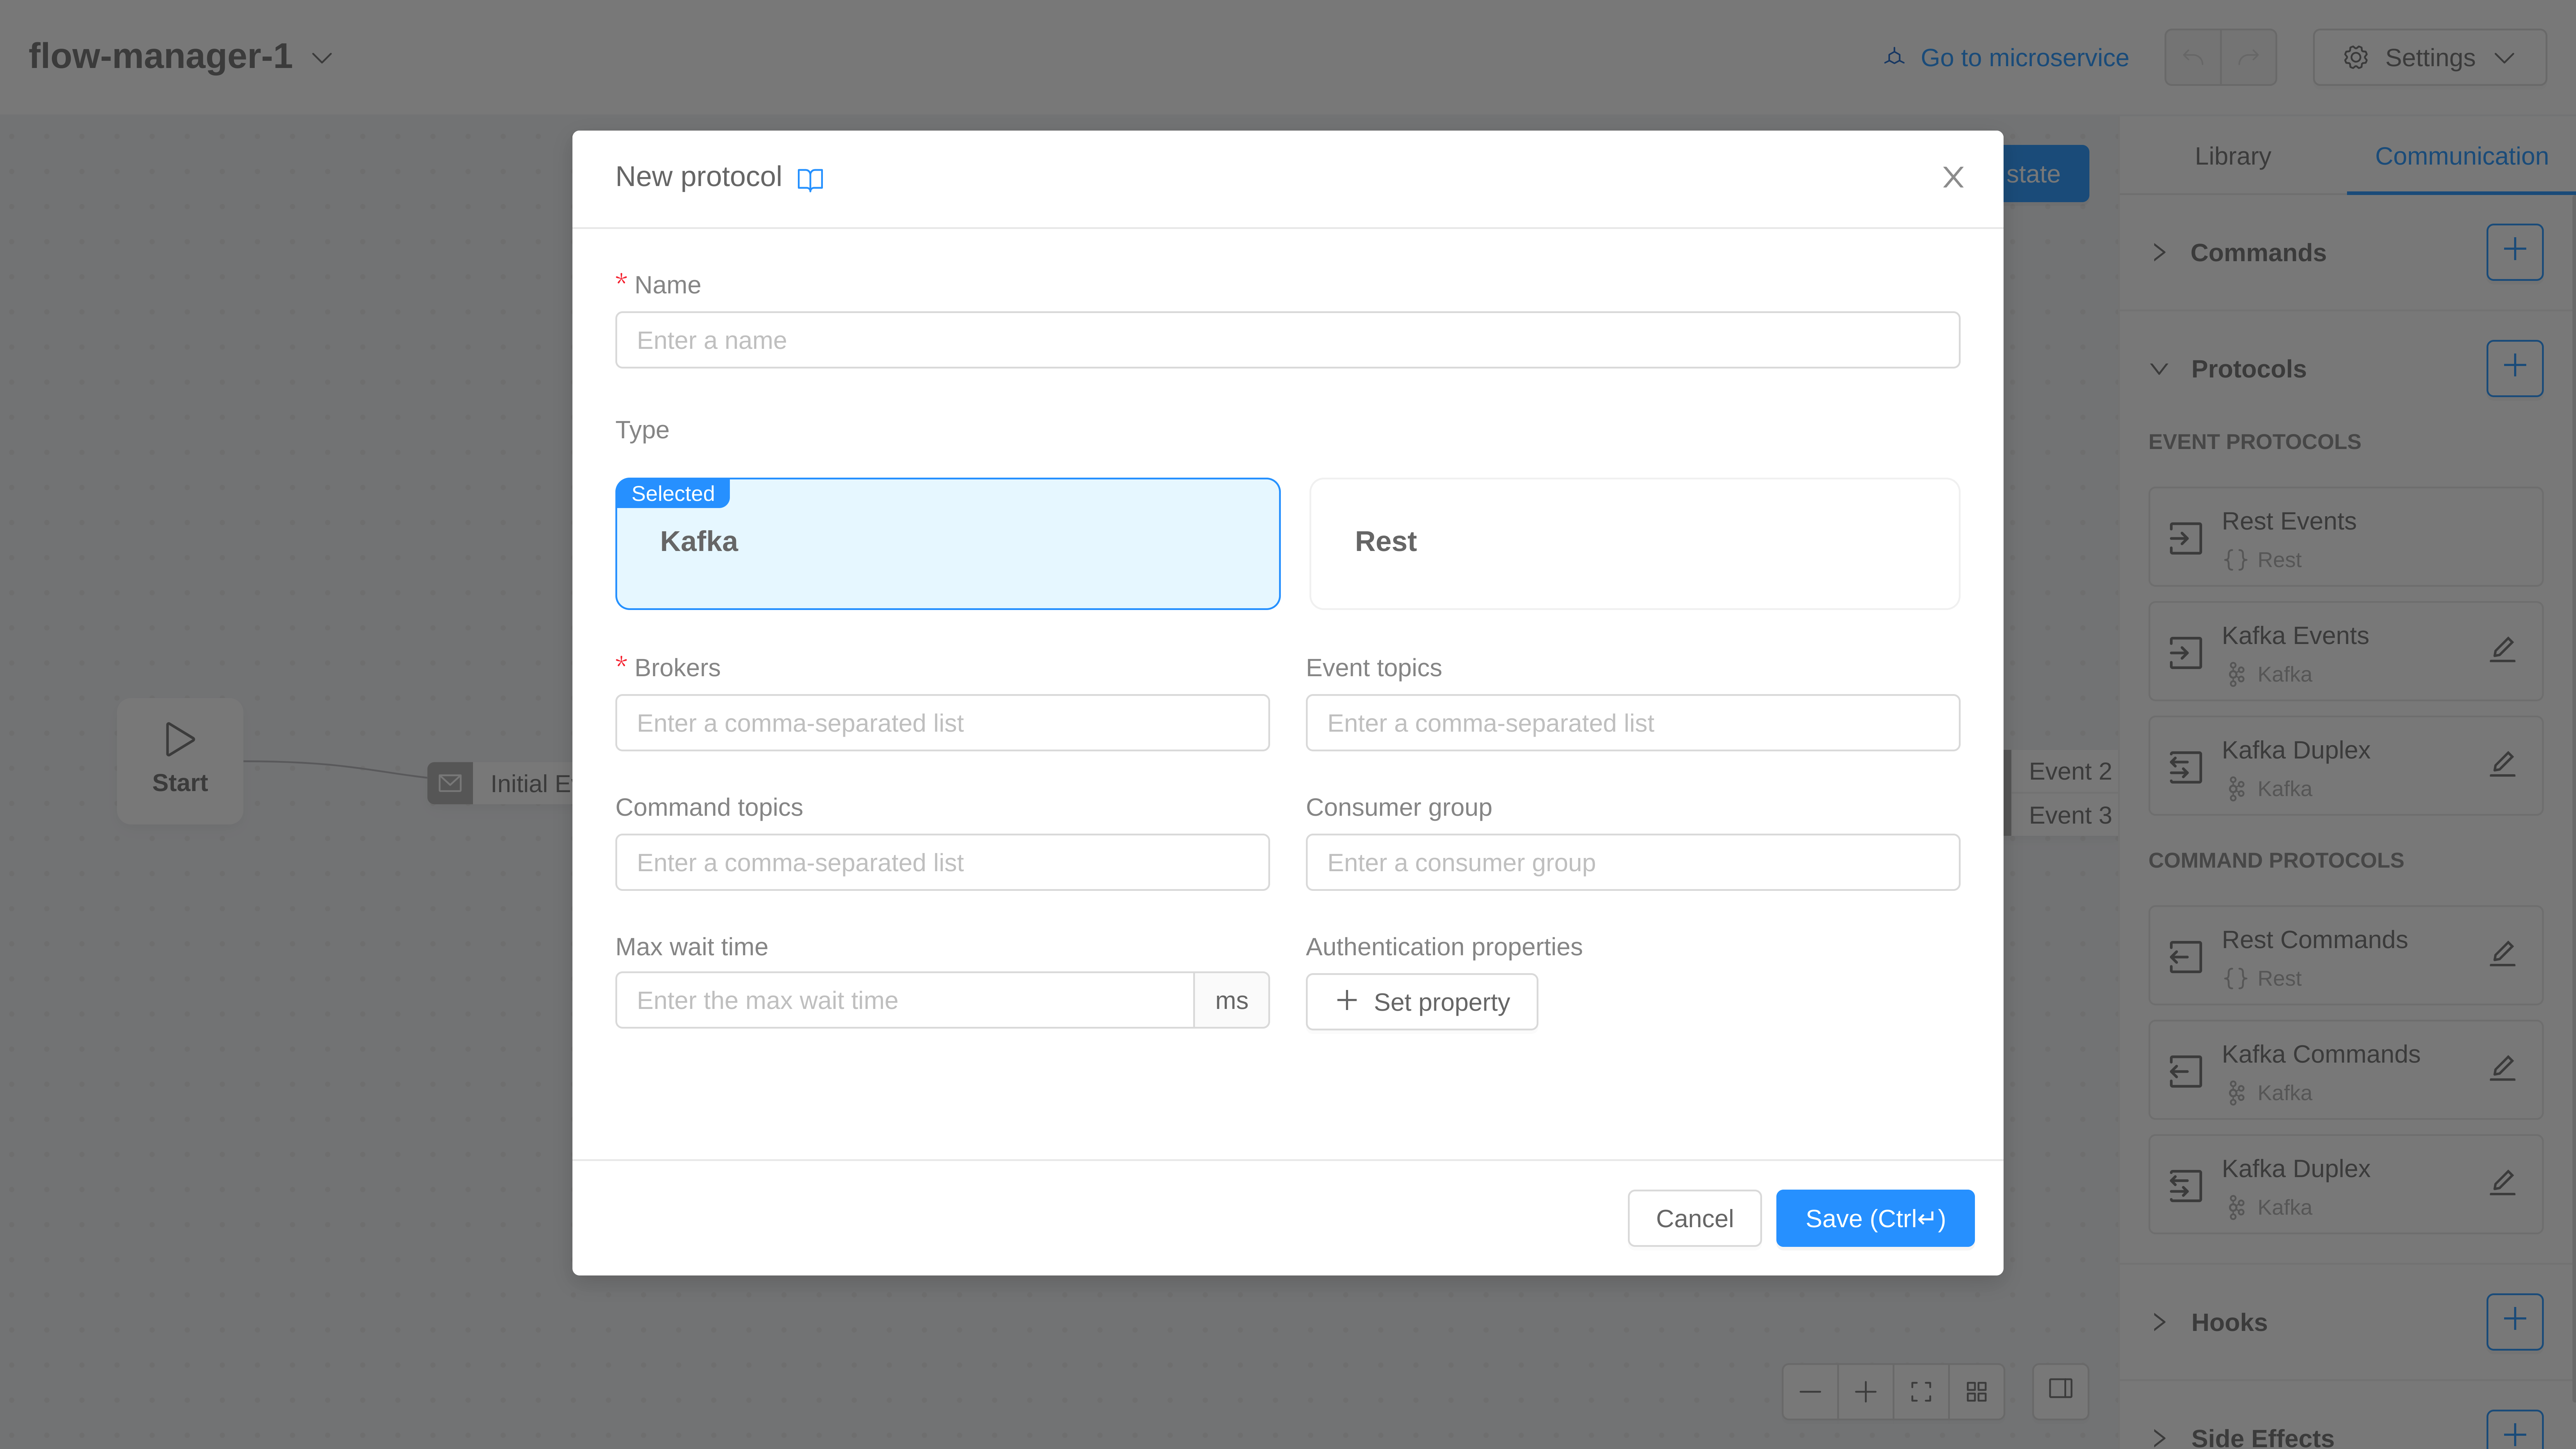 flow-manager-1
Go to microservice
Settings
New protocol
state
Library
Communication
* Name
Enter a name
Type
Selected
Kafka
Rest
* Brokers
Enter a comma-separated list
Event topics
Enter a comma-separated list
Command topics
Enter a comma-separated list
Consumer group
Enter a consumer group
Max wait time
Enter the max wait time
ms
Authentication properties
Set property
Cancel
Save (Ctrl↵)
Start
Initial E
Event 2
Event 3
Commands
Protocols
EVENT PROTOCOLS
Rest Events
{} Rest
Kafka Events
Kafka
Kafka Duplex
Kafka
COMMAND PROTOCOLS
Rest Commands
{} Rest
Kafka Commands
Kafka
Kafka Duplex
Kafka
Hooks
Side Effects